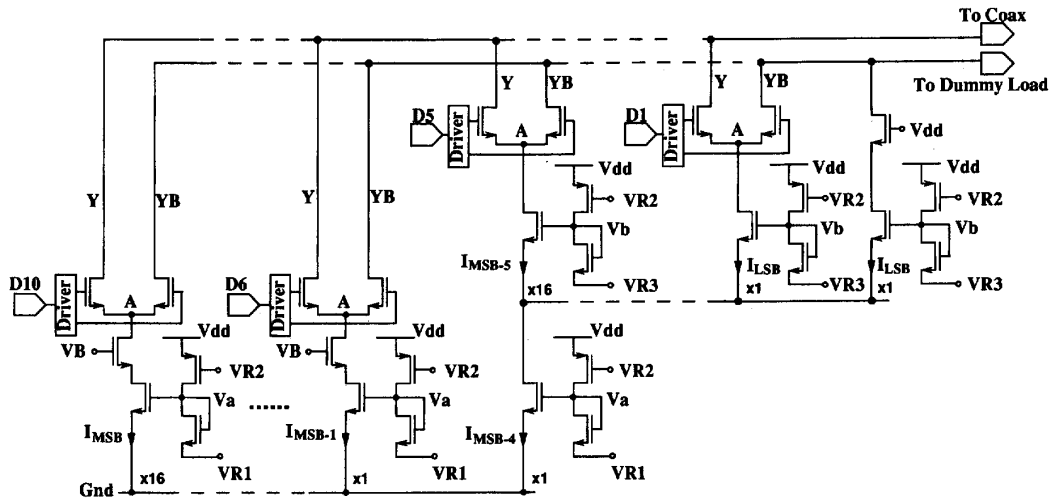 To Coax
To Dummy Load
Y YB Y YB
D5 Driver A D1 Driver A Vdd
Vdd Vdd Vdd
Y YB Y YB VR2 VR2 VR2
Vb Vb Vb
I_MSB-5 I_LSB I_LSB
D10 Driver A D6 Driver A x16 VR3 x1 VR3 x1 VR3
VB Vdd VB Vdd Vdd
VR2 VR2 VR2
Va ...... Va Va
I_MSB I_MSB-1 I_MSB-4
x16 VR1 x1 VR1 x1 VR1
Gnd